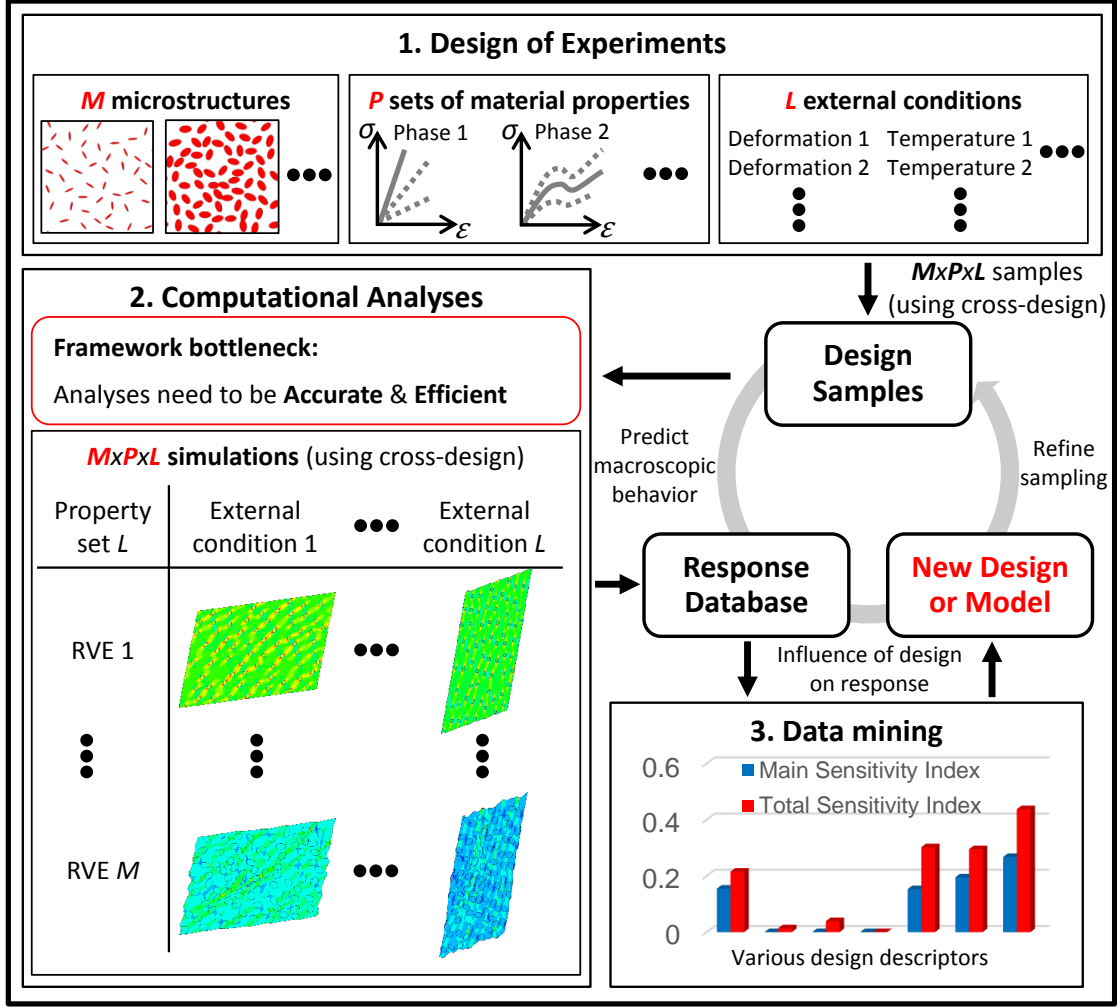 1. Design of Experiments
M microstructures
P sets of material properties
σ Phase 1
ε
σ Phase 2
ε
L external conditions
Deformation 1 Temperature 1
Deformation 2 Temperature 2
MxPxL samples
(using cross-design)
2. Computational Analyses
Framework bottleneck:
Analyses need to be Accurate & Efficient
MxPxL simulations (using cross-design)
Property
set L
External
condition 1
External
condition L
RVE 1
RVE M
Design
Samples
Predict
macroscopic
behavior
Refine
sampling
Response
Database
New Design
or Model
Influence of design
on response
3. Data mining
Main Sensitivity Index
Total Sensitivity Index
0.6
0.4
0.2
0
Various design descriptors